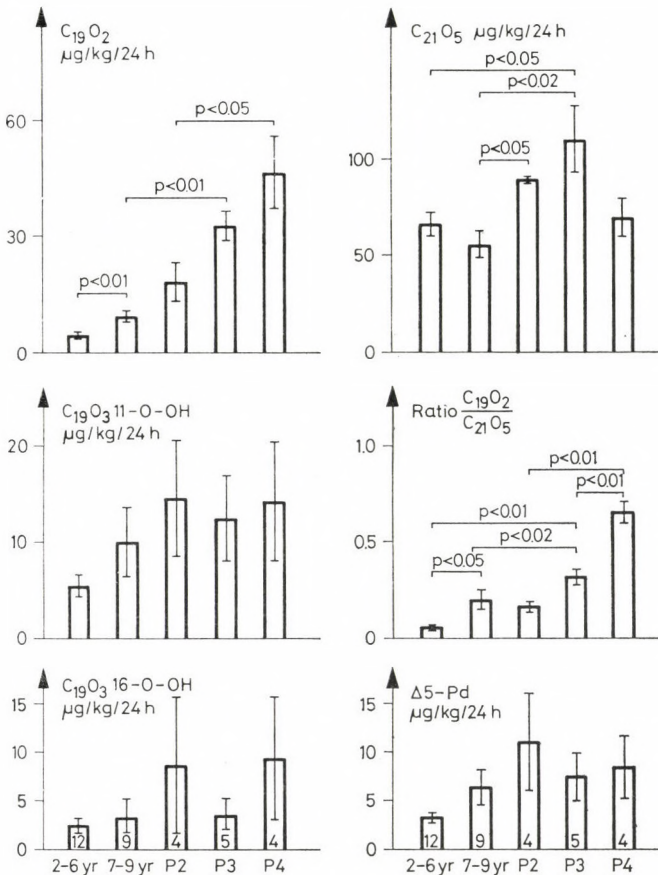 C19O2
μg/kg/24 h
p<0.05
60
p<0.01
30
p<0.01
0
C21O5 μg/kg/24 h
p<0.05
p<0.02
p<0.05
100
50
0
C19O3 11-O-OH
μg/kg/24 h
20
10
0
Ratio C19O2
C21O5
1.0
p<0.01
p<0.01
p<0.01
p<0.02
0.5
p<0.05
0
C19O3 16-O-OH
μg/kg/24 h
15
10
5
0
12 9 4 5 4
2-6 yr 7-9 yr P2 P3 P4
Δ5-Pd
μg/kg/24 h
15
10
5
0
12 9 4 5 4
2-6 yr 7-9 yr P2 P3 P4